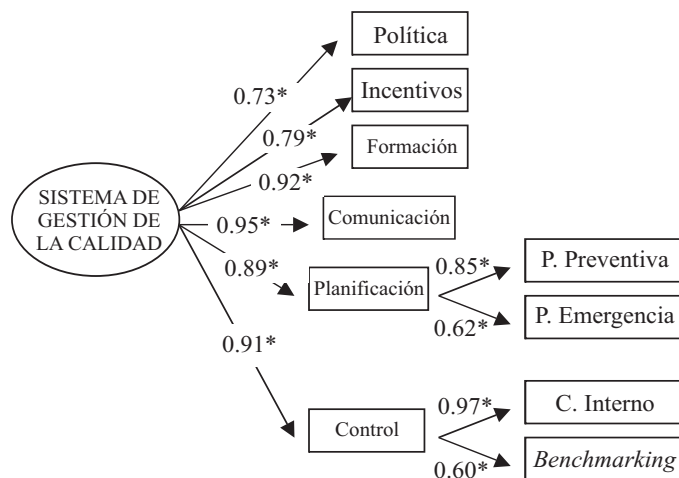 Política
0.73*
Incentivos
0.79*
Formación
0.92*
SISTEMA DE
GESTIÓN DE
LA CALIDAD
0.95*
Comunicación
0.89*
Planificación
0.85*
P. Preventiva
0.62*
P. Emergencia
0.91*
Control
0.97*
C. Interno
0.60*
Benchmarking